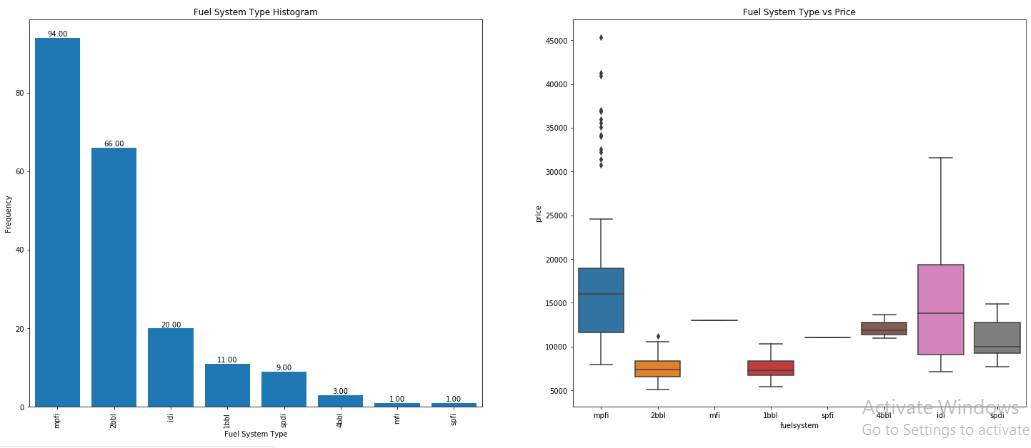 Fuel System Type Histogram
94.00
66.00
20.00
11.00
9.00
3.00
1.00
1.00
80
60
40
20
0
Frequency
mpfi
2bbl
idi
1bbl
spdi
4bbl
mfi
spfi
Fuel System Type
Fuel System Type vs Price
45000
40000
35000
30000
25000
20000
15000
10000
5000
price
mpfi
2bbl
mfi
1bbl
spfi
4bbl
idi
spdi
fuelsystem
Activate Windows
Go to Settings to activate